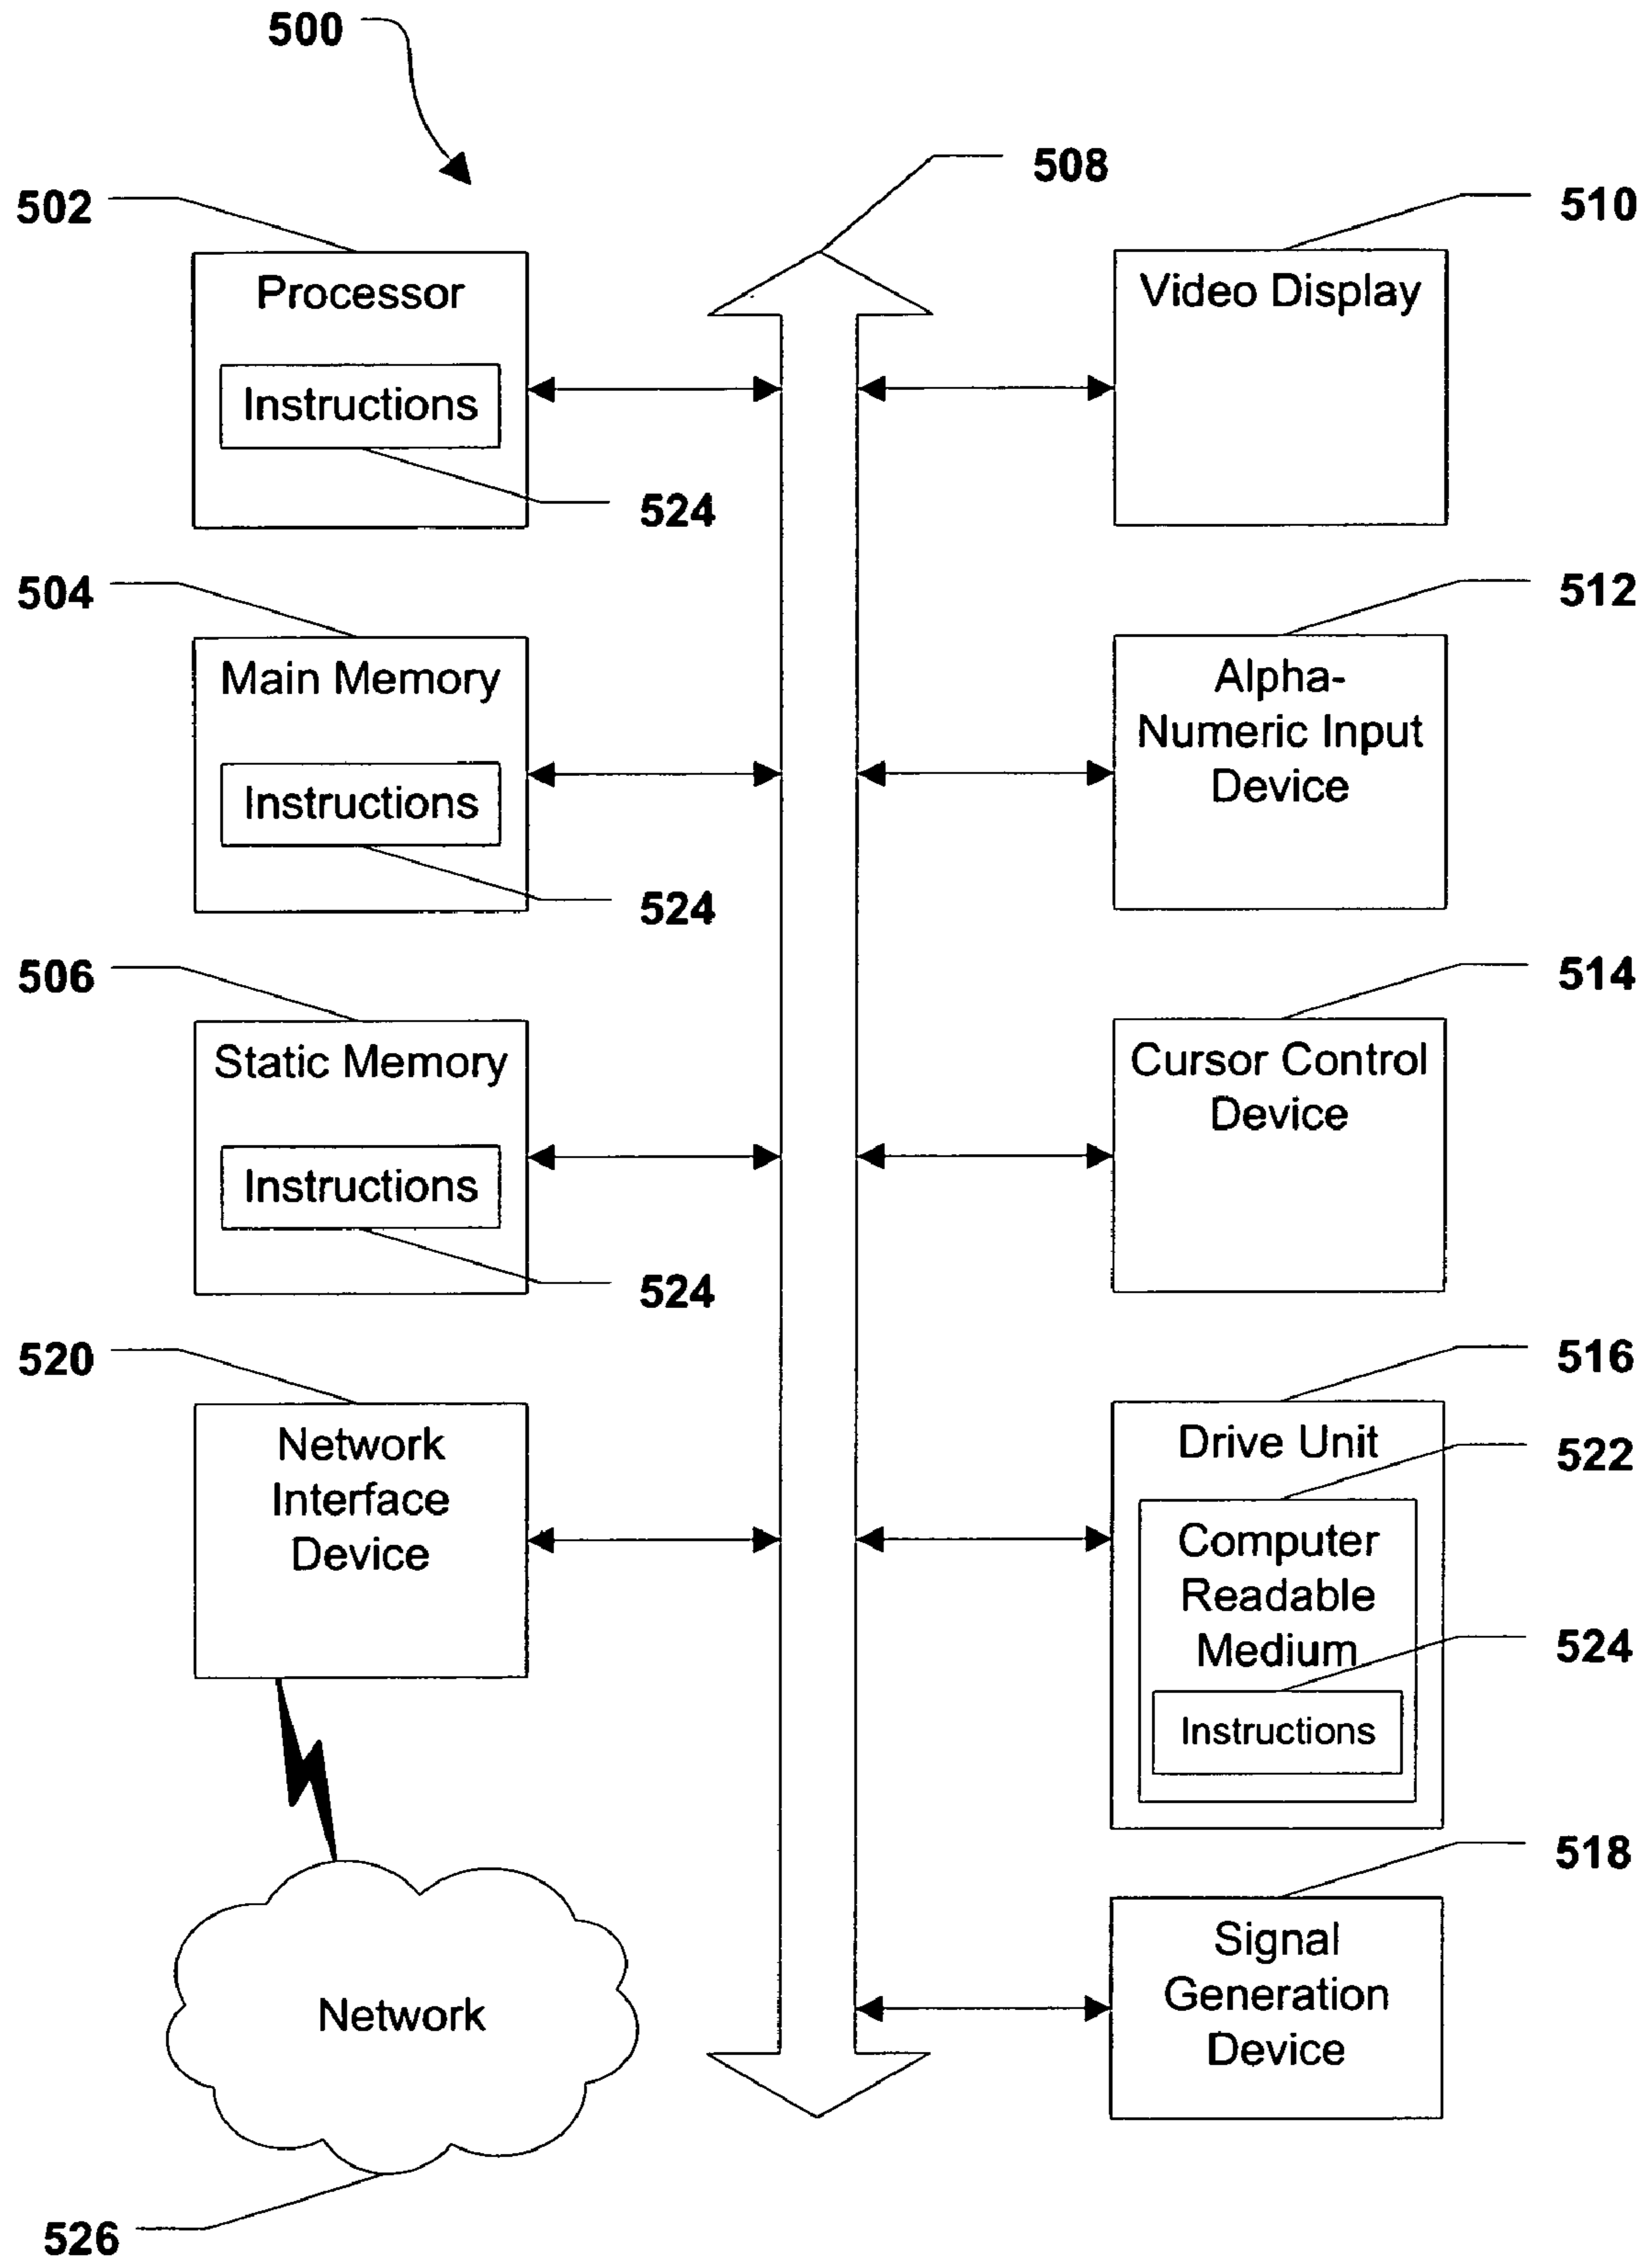 500
508
502
510
Processor
Video Display
Instructions
524
504
512
Main Memory
Alpha-
Numeric Input
Device
Instructions
524
506
514
Static Memory
Cursor Control
Device
Instructions
524
520
516
Network
Interface
Device
Drive Unit
522
Computer
Readable
Medium
524
Instructions
518
Signal
Generation
Device
Network
526